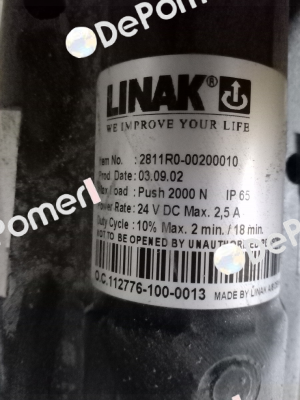 DePomer
LINAK®
WE IMPROVE YOUR LIFE
Item No. : 2811R0-00200010
Prod. Date : 03.09.02
Max Load : Push 2000 N IP 65
Power Rate : 24 V DC Max. 2,5 A
Duty Cycle : 10% Max. 2 min. / 18 min.
NOT TO BE OPENED BY UNAUTHORIZED
O.C.112776-100-0013
MADE BY LINAK
DePomer
DePomer
DeP